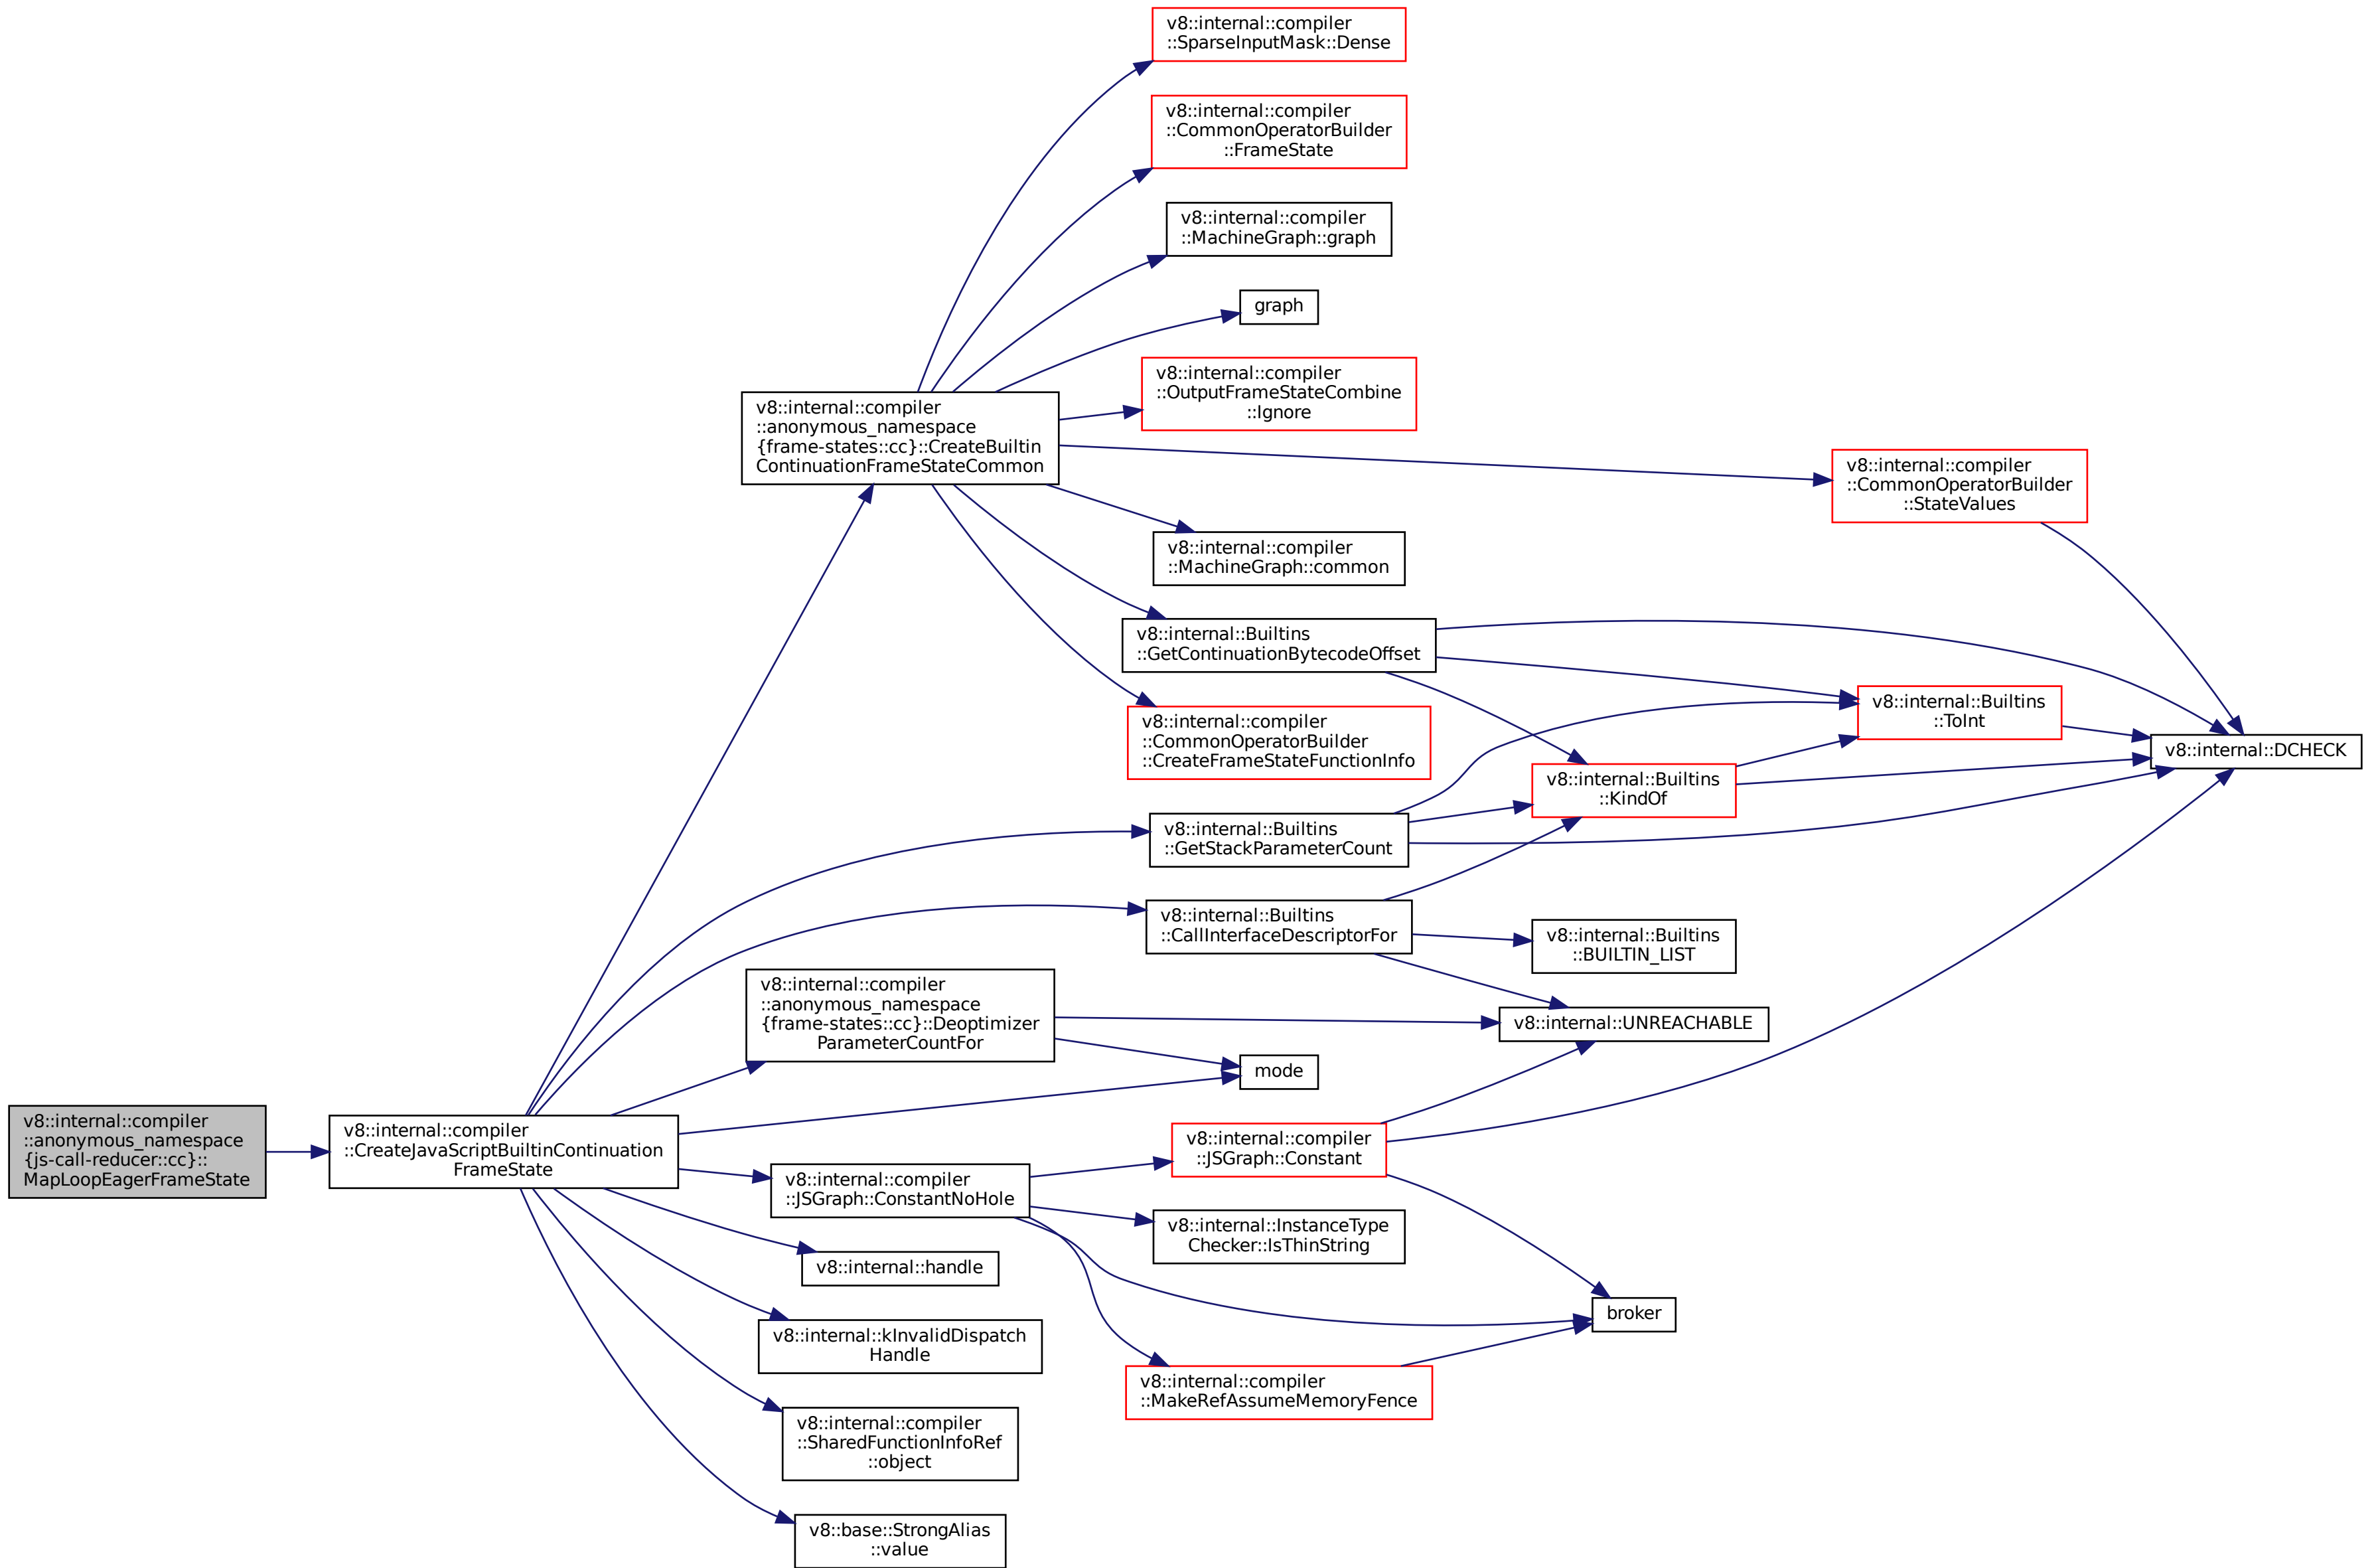 v8::internal::compiler
::SparseInputMask::Dense
v8::internal::compiler
::CommonOperatorBuilder
::FrameState
v8::internal::compiler
::MachineGraph::graph
graph
v8::internal::compiler
::OutputFrameStateCombine
::Ignore
v8::internal::compiler
::anonymous_namespace
{frame-states::cc}::CreateBuiltin
ContinuationFrameStateCommon
v8::internal::compiler
::CommonOperatorBuilder
::StateValues
v8::internal::compiler
::MachineGraph::common
v8::internal::Builtins
::GetContinuationBytecodeOffset
v8::internal::compiler
::CommonOperatorBuilder
::CreateFrameStateFunctionInfo
v8::internal::Builtins
::ToInt
v8::internal::DCHECK
v8::internal::Builtins
::KindOf
v8::internal::Builtins
::GetStackParameterCount
v8::internal::Builtins
::CallInterfaceDescriptorFor
v8::internal::Builtins
::BUILTIN_LIST
v8::internal::compiler
::anonymous_namespace
{frame-states::cc}::Deoptimizer
ParameterCountFor
v8::internal::UNREACHABLE
mode
v8::internal::compiler
::anonymous_namespace
{js-call-reducer::cc}::
MapLoopEagerFrameState
v8::internal::compiler
::CreateJavaScriptBuiltinContinuation
FrameState
v8::internal::compiler
::JSGraph::Constant
v8::internal::compiler
::JSGraph::ConstantNoHole
v8::internal::InstanceType
Checker::IsThinString
v8::internal::handle
broker
v8::internal::kInvalidDispatch
Handle
v8::internal::compiler
::MakeRefAssumeMemoryFence
v8::internal::compiler
::SharedFunctionInfoRef
::object
v8::base::StrongAlias
::value